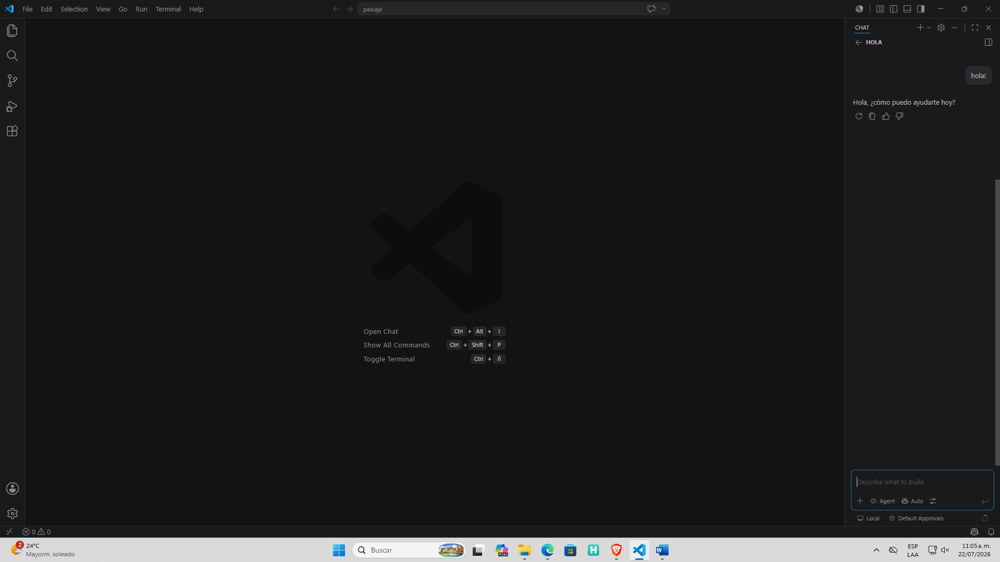 File Edit Selection View Go Run Terminal Help
paisaje
CHAT
HOLA
hola!
Hola, ¿cómo puedo ayudarte hoy?
Open Chat Ctrl + Alt + I
Show All Commands Ctrl + Shift + P
Toggle Terminal Ctrl + ñ
Describe what to build
Agent Auto
Local Default Approvals
0 0
2
24°C
Mayorm. soleado
Buscar
M365
H
W
ESP
LAA
11:05 a. m.
22/07/2026